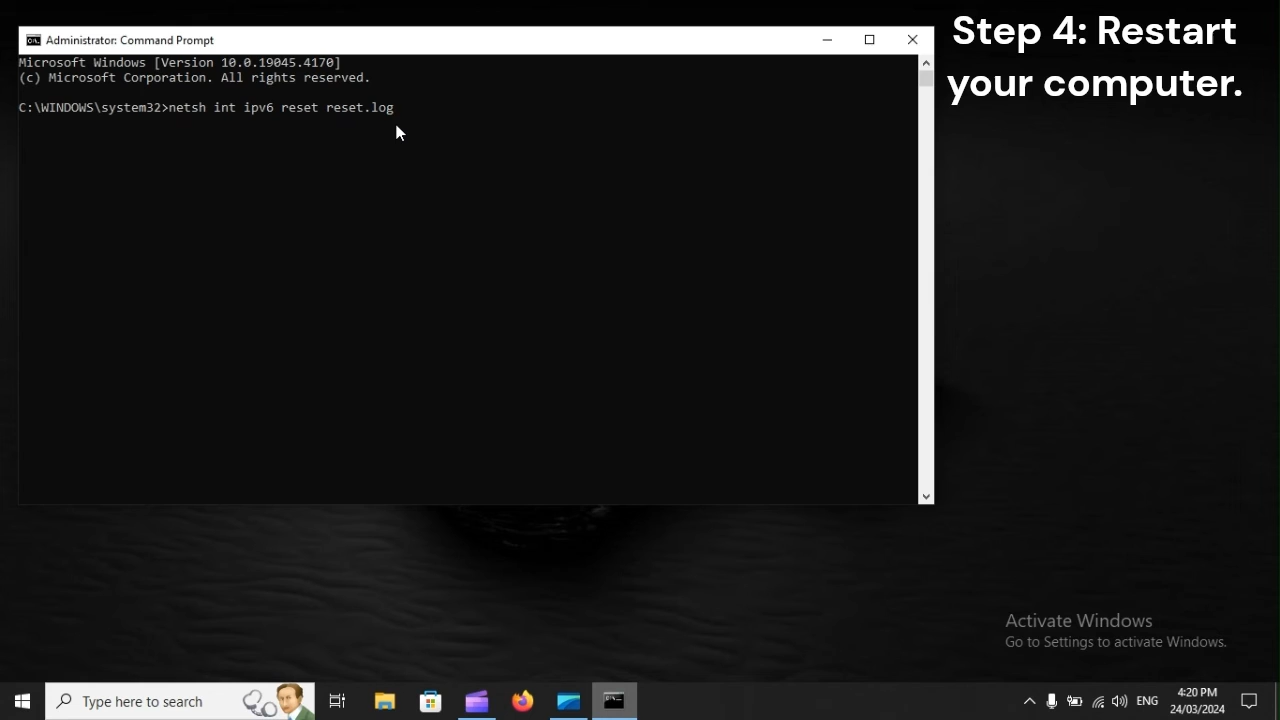 Step 4: Restart
your computer.
Administrator: Command Prompt
Microsoft Windows [Version 10.0.19045.4170]
(c) Microsoft Corporation. All rights reserved.
C:\WINDOWS\system32>netsh int ipv6 reset reset.log
Activate Windows
Go to Settings to activate Windows.
Type here to search
ENG
4:20 PM
24/03/2024